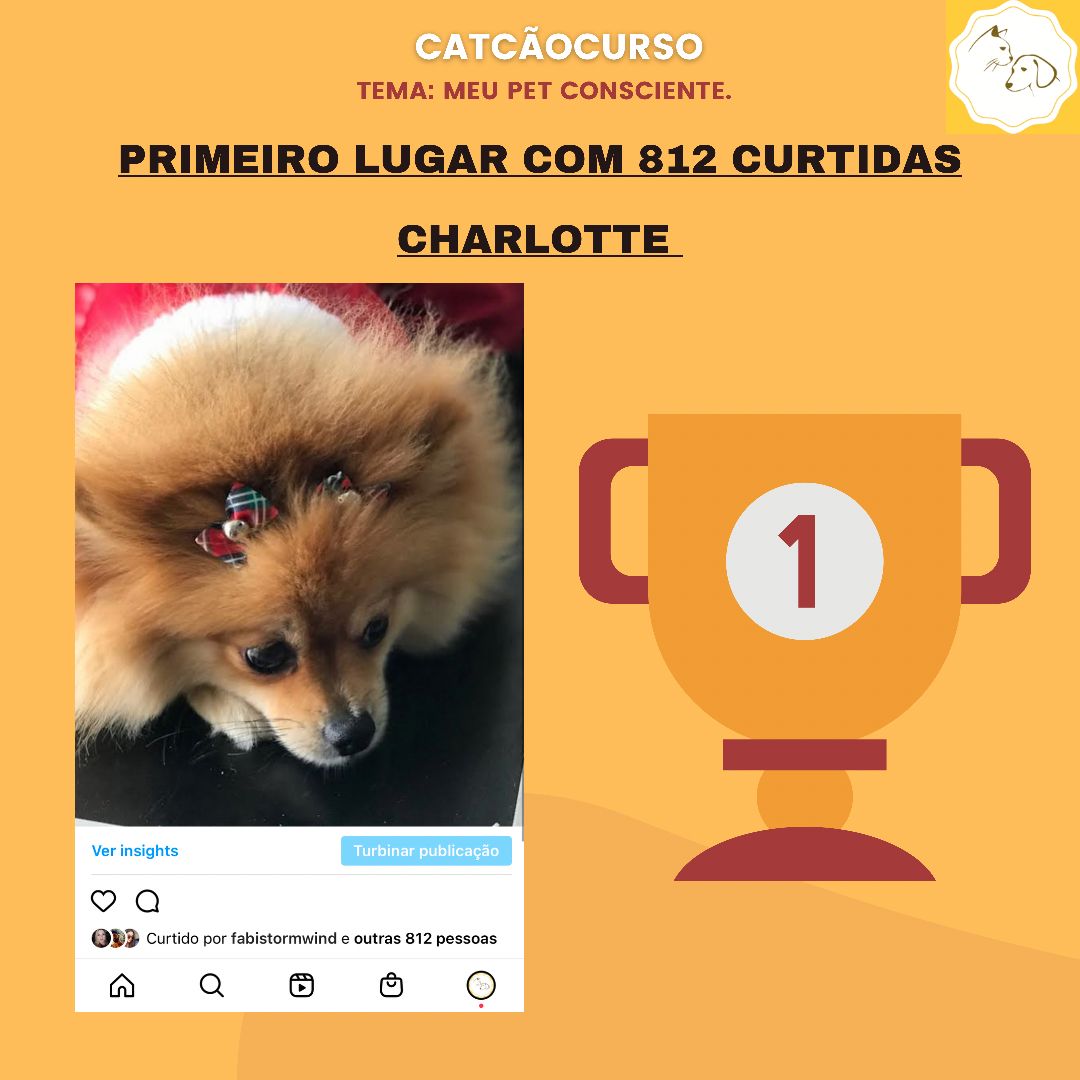 CATCÃOCURSO
TEMA: MEU PET CONSCIENTE.
PRIMEIRO LUGAR COM 812 CURTIDAS
CHARLOTTE
1
Ver insights
Turbinar publicação
Curtido por fabistormwind e outras 812 pessoas